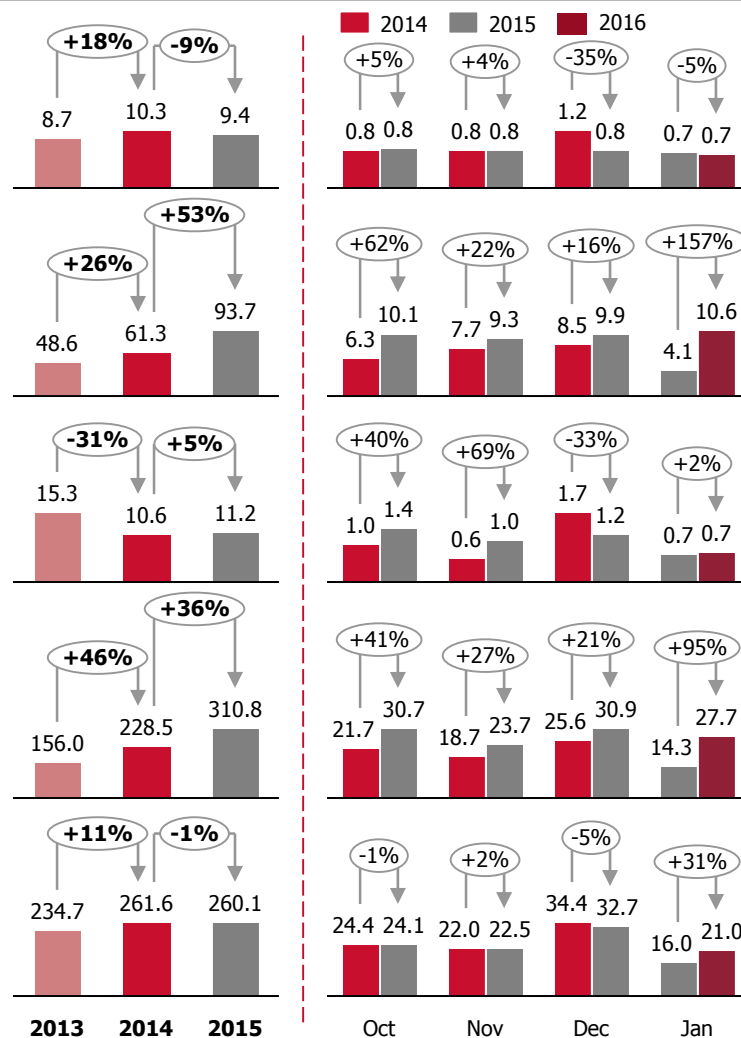 2014 2015 2016
+18% -9%
8.7 10.3 9.4
+5% +4% -35% -5%
0.8 0.8 0.8 0.8 1.2 0.8 0.7 0.7
+53%
+26%
48.6 61.3 93.7
+62% +22% +16% +157%
6.3 10.1 7.7 9.3 8.5 9.9 4.1 10.6
-31% +5%
15.3 10.6 11.2
+40% +69% -33% +2%
1.0 1.4 0.6 1.0 1.7 1.2 0.7 0.7
+36%
+46%
156.0 228.5 310.8
+41% +27% +21% +95%
21.7 30.7 18.7 23.7 25.6 30.9 14.3 27.7
+11% -1%
234.7 261.6 260.1
-1% +2% -5% +31%
24.4 24.1 22.0 22.5 34.4 32.7 16.0 21.0
2013 2014 2015 Oct Nov Dec Jan